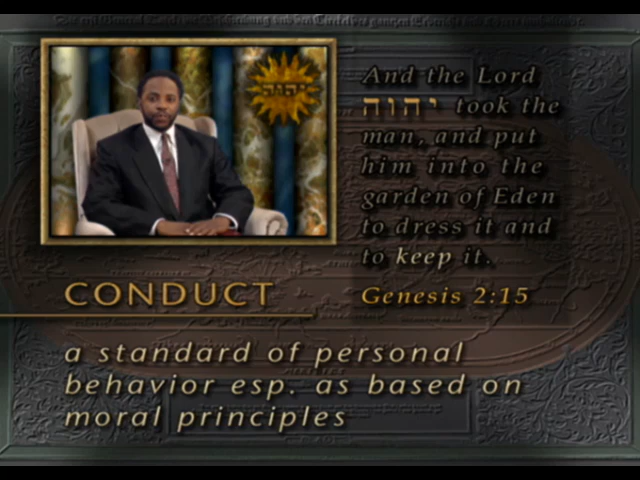 And the Lord
יהוה took the
man, and put
him into the
garden of Eden
to dress it and
to keep it.
Genesis 2:15
יהוה
CONDUCT
a standard of personal
behavior esp. as based on
moral principles